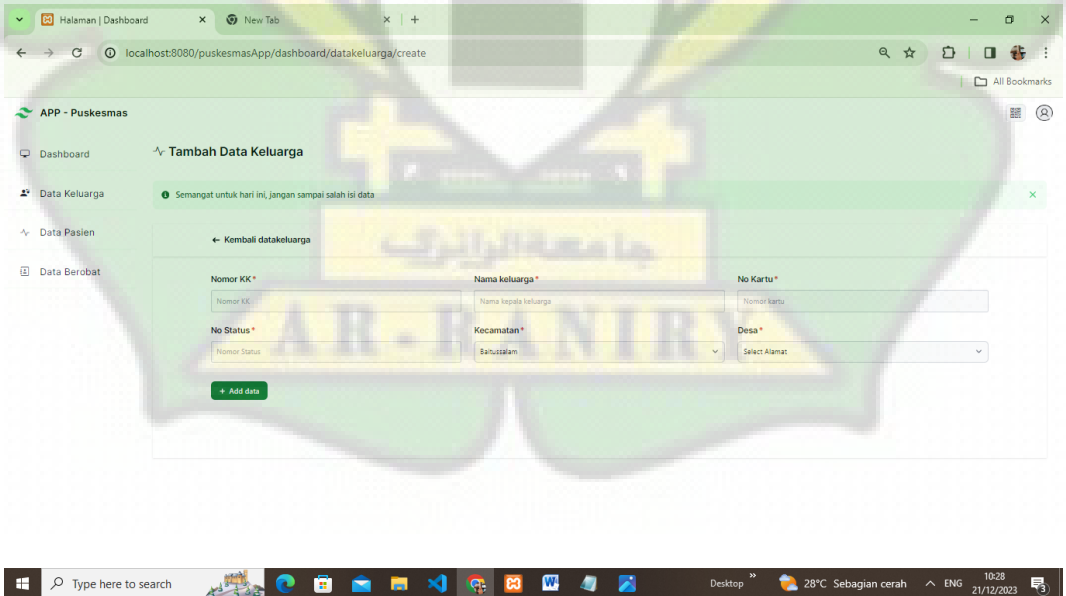 Halaman | Dashboard
New Tab
localhost:8080/puskesmasApp/dashboard/datakeluarga/create
All Bookmarks
APP - Puskesmas
Dashboard
Tambah Data Keluarga
Data Keluarga
Semangat untuk hari ini, jangan sampai salah isi data
Data Pasien
Kembali datakeluarga
جامعة الرانري
Data Berobat
Nomor KK *
Nama keluarga *
No Kartu *
Nomor KK
Nama kepala keluarga
Nomor kartu
AR - RANIRY
No Status *
Kecamatan *
Desa *
Nomor Status
Baitussalam
Select Alamat
+ Add data
Type here to search
Desktop
28°C Sebagian cerah
ENG
10:28
21/12/2023
3